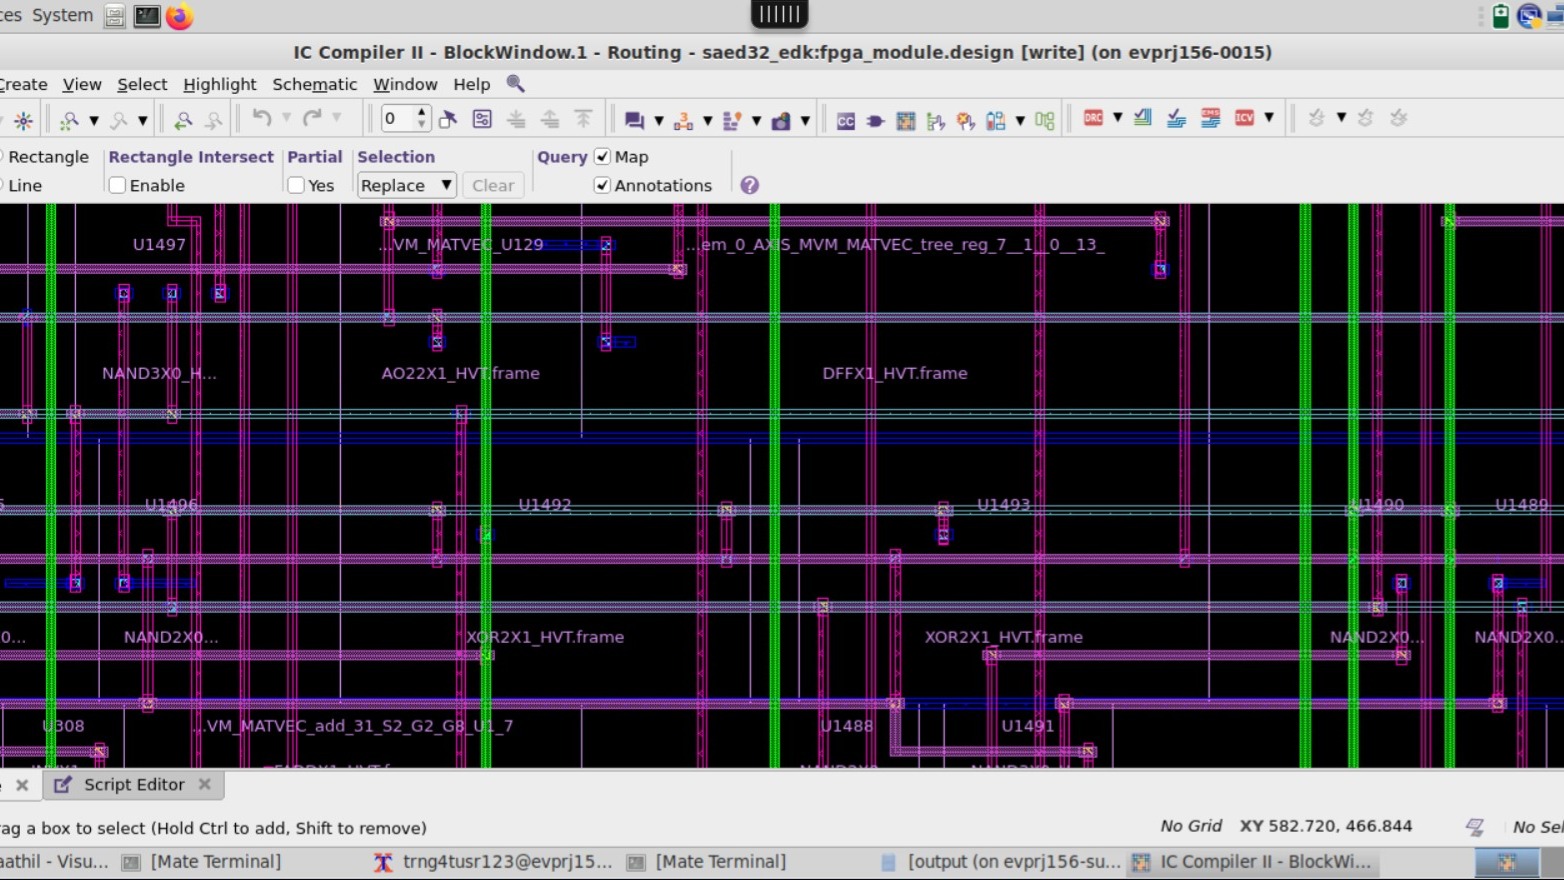 ces System
IC Compiler II - BlockWindow.1 - Routing - saed32_edk:fpga_module.design [write] (on evprj156-0015)
Create View Select Highlight Schematic Window Help
0
CC DRC EMS ICV
Rectangle Rectangle Intersect Partial Selection Query Map
Line Enable Yes Replace Clear Annotations
U1497 ...VM_MATVEC_U129 ...em_0_AXIS_MVM_MATVEC_tree_reg_7__1__0__13_
NAND3X0_H... AO22X1_HVT.frame DFFX1_HVT.frame
U1496 U1492 U1493 U1490 U1489
0... NAND2X0... XOR2X1_HVT.frame XOR2X1_HVT.frame NAND2X0... NAND2X0...
U308 ...VM_MATVEC_add_31_S2_G2_G8_U1_7 U1488 U1491
Script Editor
rag a box to select (Hold Ctrl to add, Shift to remove) No Grid XY 582.720, 466.844 No Sel
aathil - Visu... [Mate Terminal] trng4tusr123@evprj15... [Mate Terminal] [output (on evprj156-su... IC Compiler II - BlockWi...